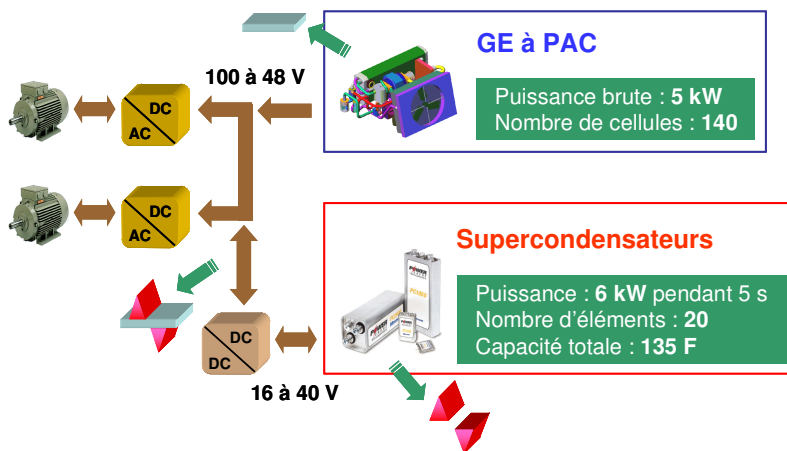 GE à PAC
100 à 48 V
DC
AC
Puissance brute : 5 kW
Nombre de cellules : 140
DC
AC
Supercondensateurs
Puissance : 6 kW pendant 5 s
Nombre d'éléments : 20
Capacité totale : 135 F
DC
DC
16 à 40 V